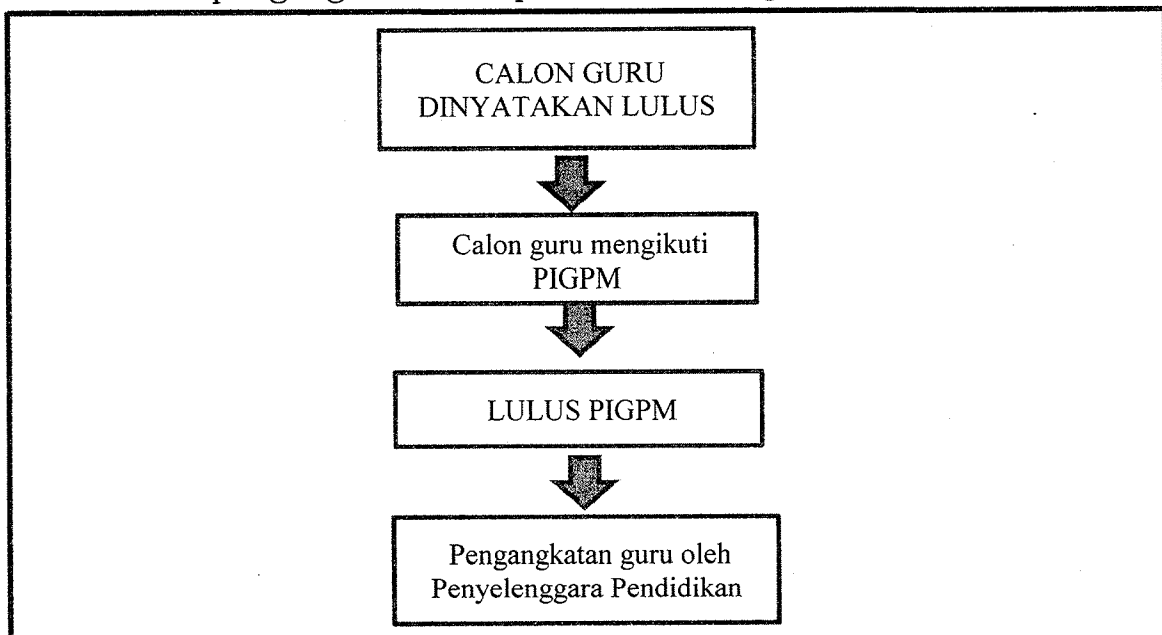 CALON GURU
DINYATAKAN LULUS
Calon guru mengikuti
PIGPM
LULUS PIGPM
Pengangkatan guru oleh
Penyelenggara Pendidikan